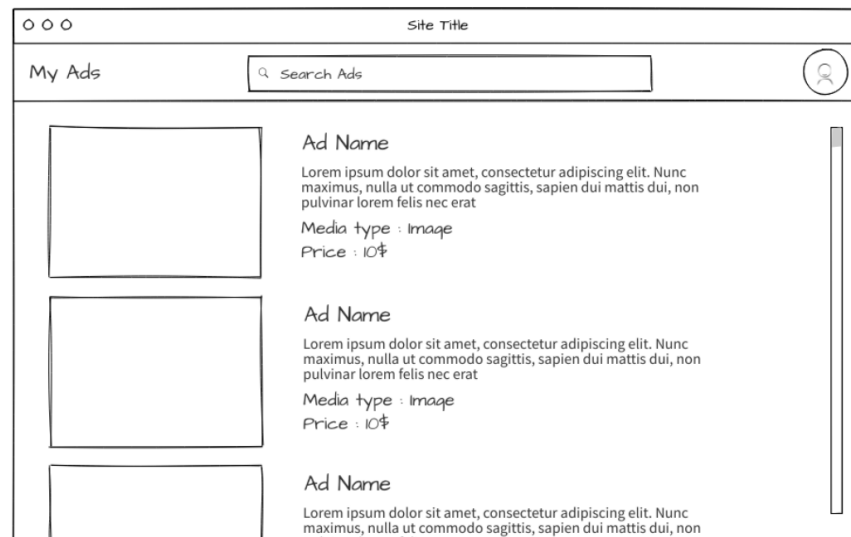 Site Title
My Ads
Search Ads
Ad Name
Lorem ipsum dolor sit amet, consectetur adipiscing elit. Nunc
maximus, nulla ut commodo sagittis, sapien dui mattis dui, non
pulvinar lorem felis nec erat
Media type : Image
Price : 10$
Ad Name
Lorem ipsum dolor sit amet, consectetur adipiscing elit. Nunc
maximus, nulla ut commodo sagittis, sapien dui mattis dui, non
pulvinar lorem felis nec erat
Media type : Image
Price : 10$
Ad Name
Lorem ipsum dolor sit amet, consectetur adipiscing elit. Nunc
maximus, nulla ut commodo sagittis, sapien dui mattis dui, non